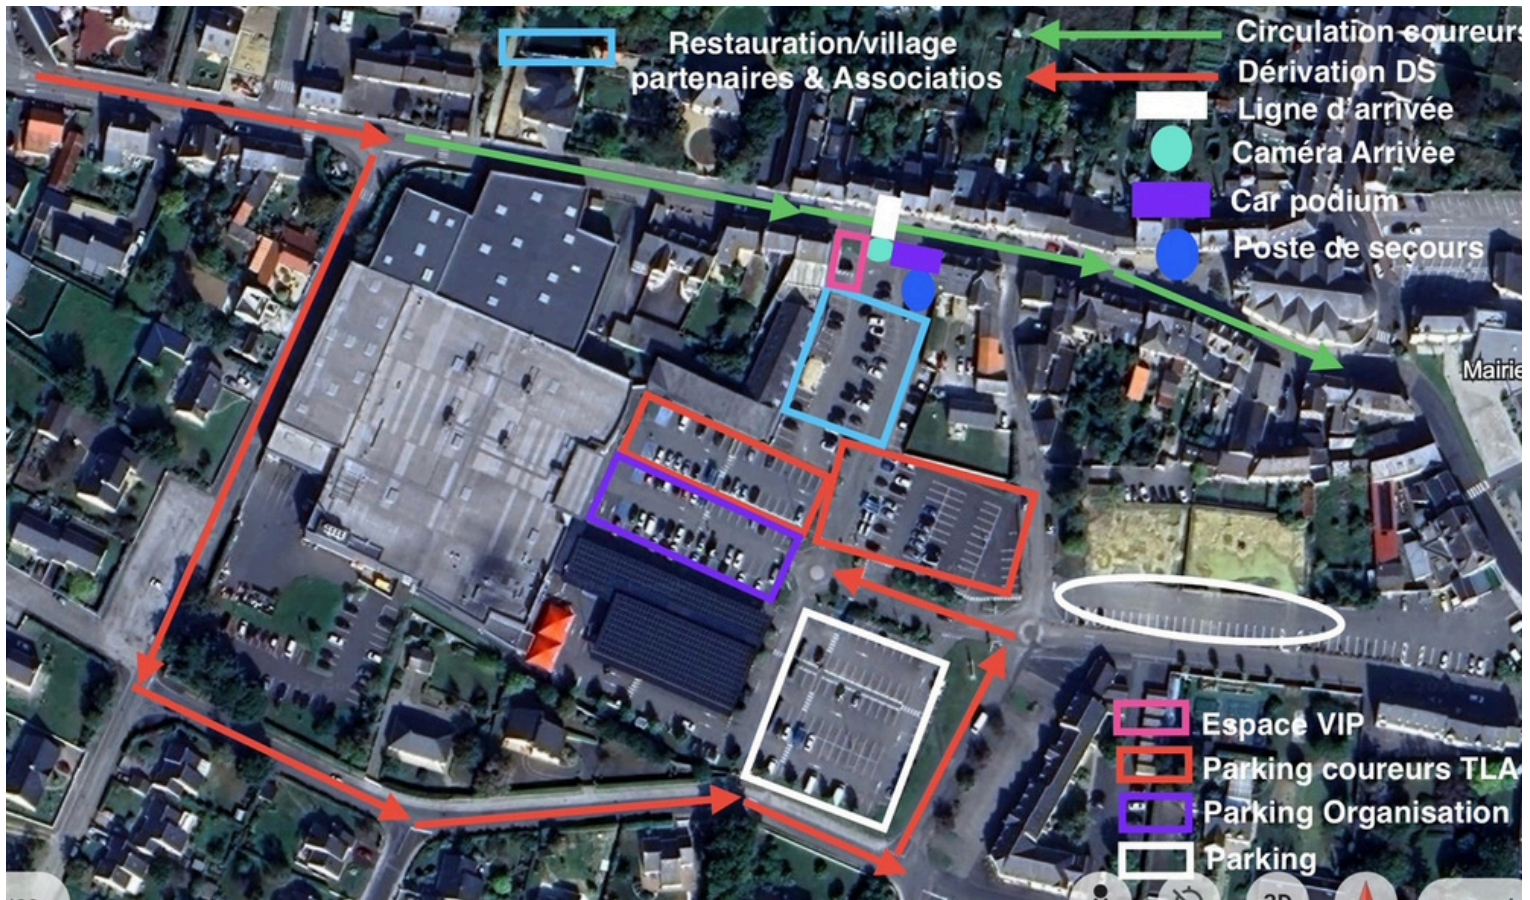 Restauration/village
partenaires & Associatios
Circulation coureurs
Dérivation DS
Ligne d'arrivée
Caméra Arrivée
Car podium
Poste de secours
Mairie
Espace VIP
Parking coureurs TLA
Parking Organisation
Parking